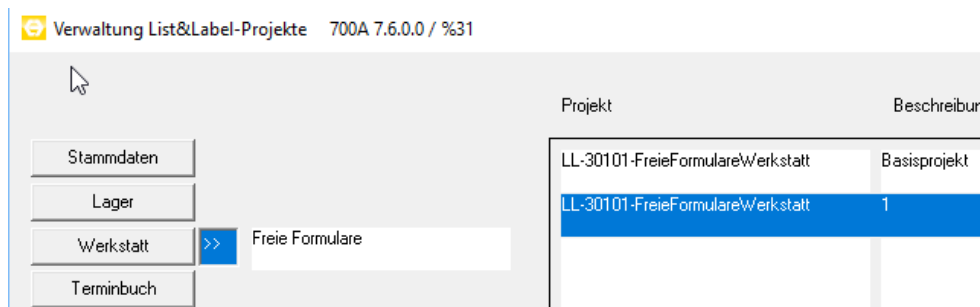 Verwaltung List&Label-Projekte 700A 7.6.0.0 / %31
Projekt Beschreibun
Stammdaten
LL-30101-FreieFormulareWerkstatt Basisprojekt
Lager
LL-30101-FreieFormulareWerkstatt 1
Werkstatt >> Freie Formulare
Terminbuch